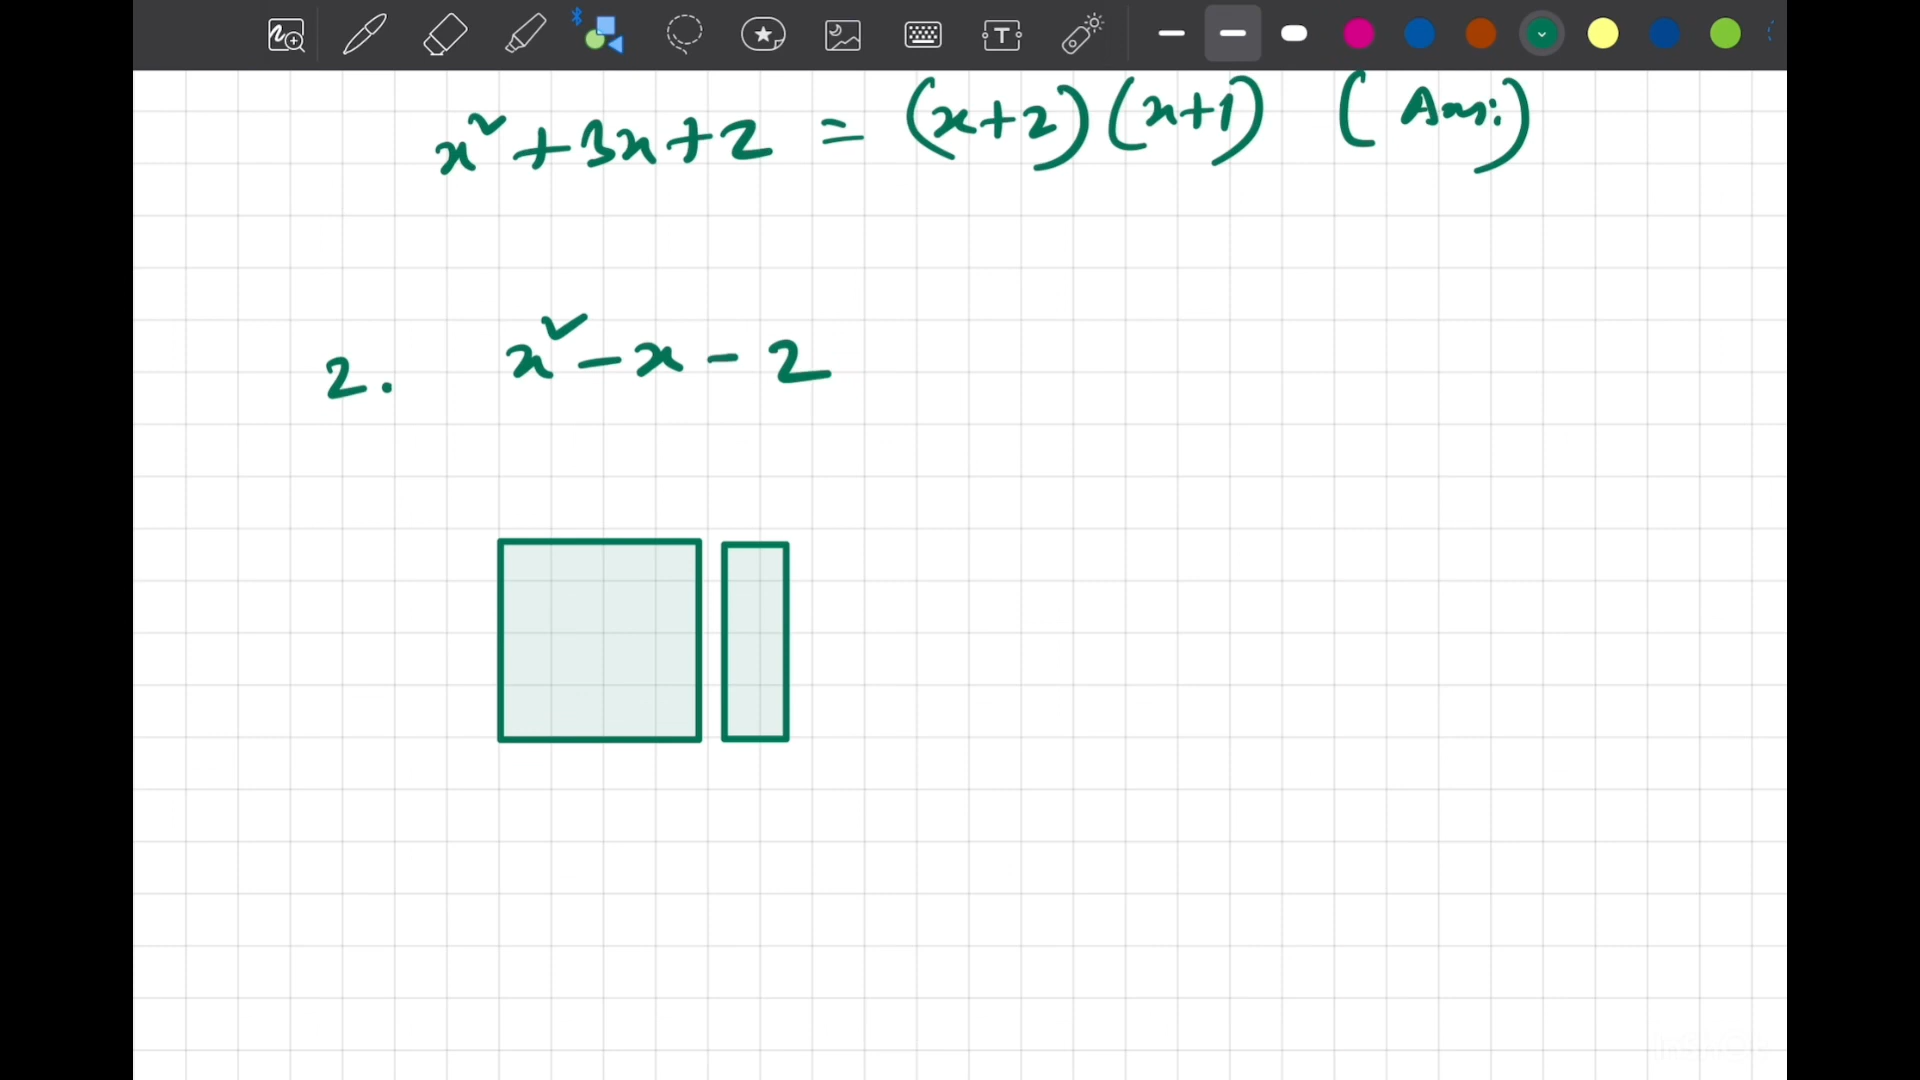 x² + 3x + 2 = (x+2)(x+1) (Ans:)
2. x² - x - 2